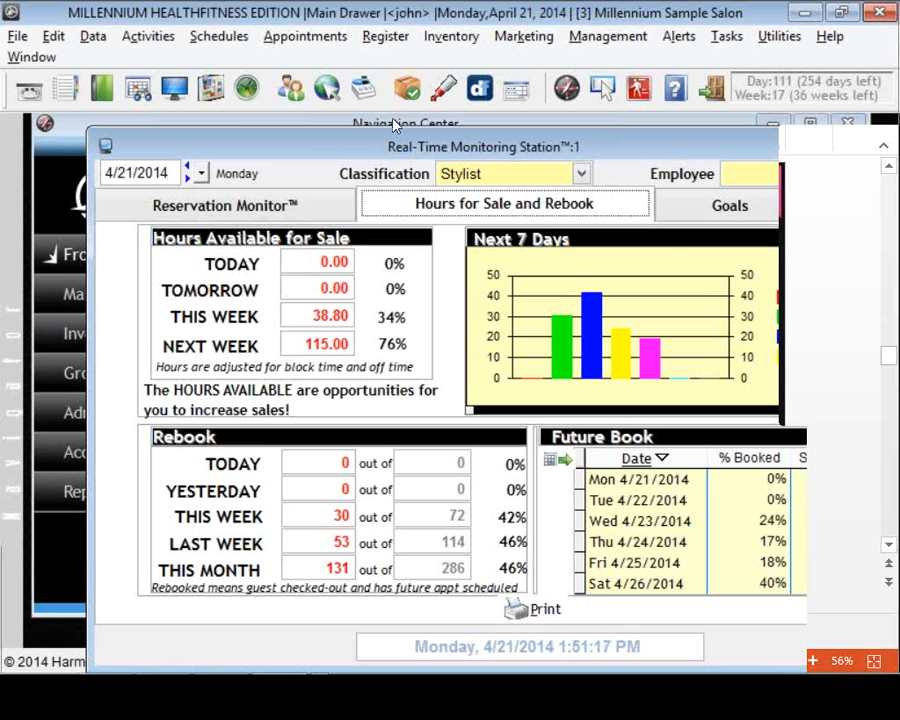 MILLENNIUM HEALTHFITNESS EDITION |Main Drawer |<john> |Monday,April 21, 2014 | [3] Millennium Sample Salon
File Edit Data Activities Schedules Appointments Register Inventory Marketing Management Alerts Tasks Utilities Help
Window
df
Day:111 (254 days left)
Week:17 (36 weeks left)
Navigation Center
Real-Time Monitoring Station™:1
4/21/2014 Monday Classification Stylist Employee
Reservation Monitor™ Hours for Sale and Rebook Goals
Fro
Ma
Inv
Gro
Adr
Acc
Rep
Hours Available for Sale
TODAY 0.00 0%
TOMORROW 0.00 0%
THIS WEEK 38.80 34%
NEXT WEEK 115.00 76%
Hours are adjusted for block time and off time
The HOURS AVAILABLE are opportunities for
you to increase sales!
Next 7 Days
50 50
40 40
30 30
20 20
10 10
0 0
Rebook
TODAY 0 out of 0 0%
YESTERDAY 0 out of 0 0%
THIS WEEK 30 out of 72 42%
LAST WEEK 53 out of 114 46%
THIS MONTH 131 out of 286 46%
Rebooked means guest checked-out and has future appt scheduled
Future Book
Date % Booked S
Mon 4/21/2014 0%
Tue 4/22/2014 0%
Wed 4/23/2014 24%
Thu 4/24/2014 17%
Fri 4/25/2014 18%
Sat 4/26/2014 40%
Print
Monday, 4/21/2014 1:51:17 PM
© 2014 Harm
56%